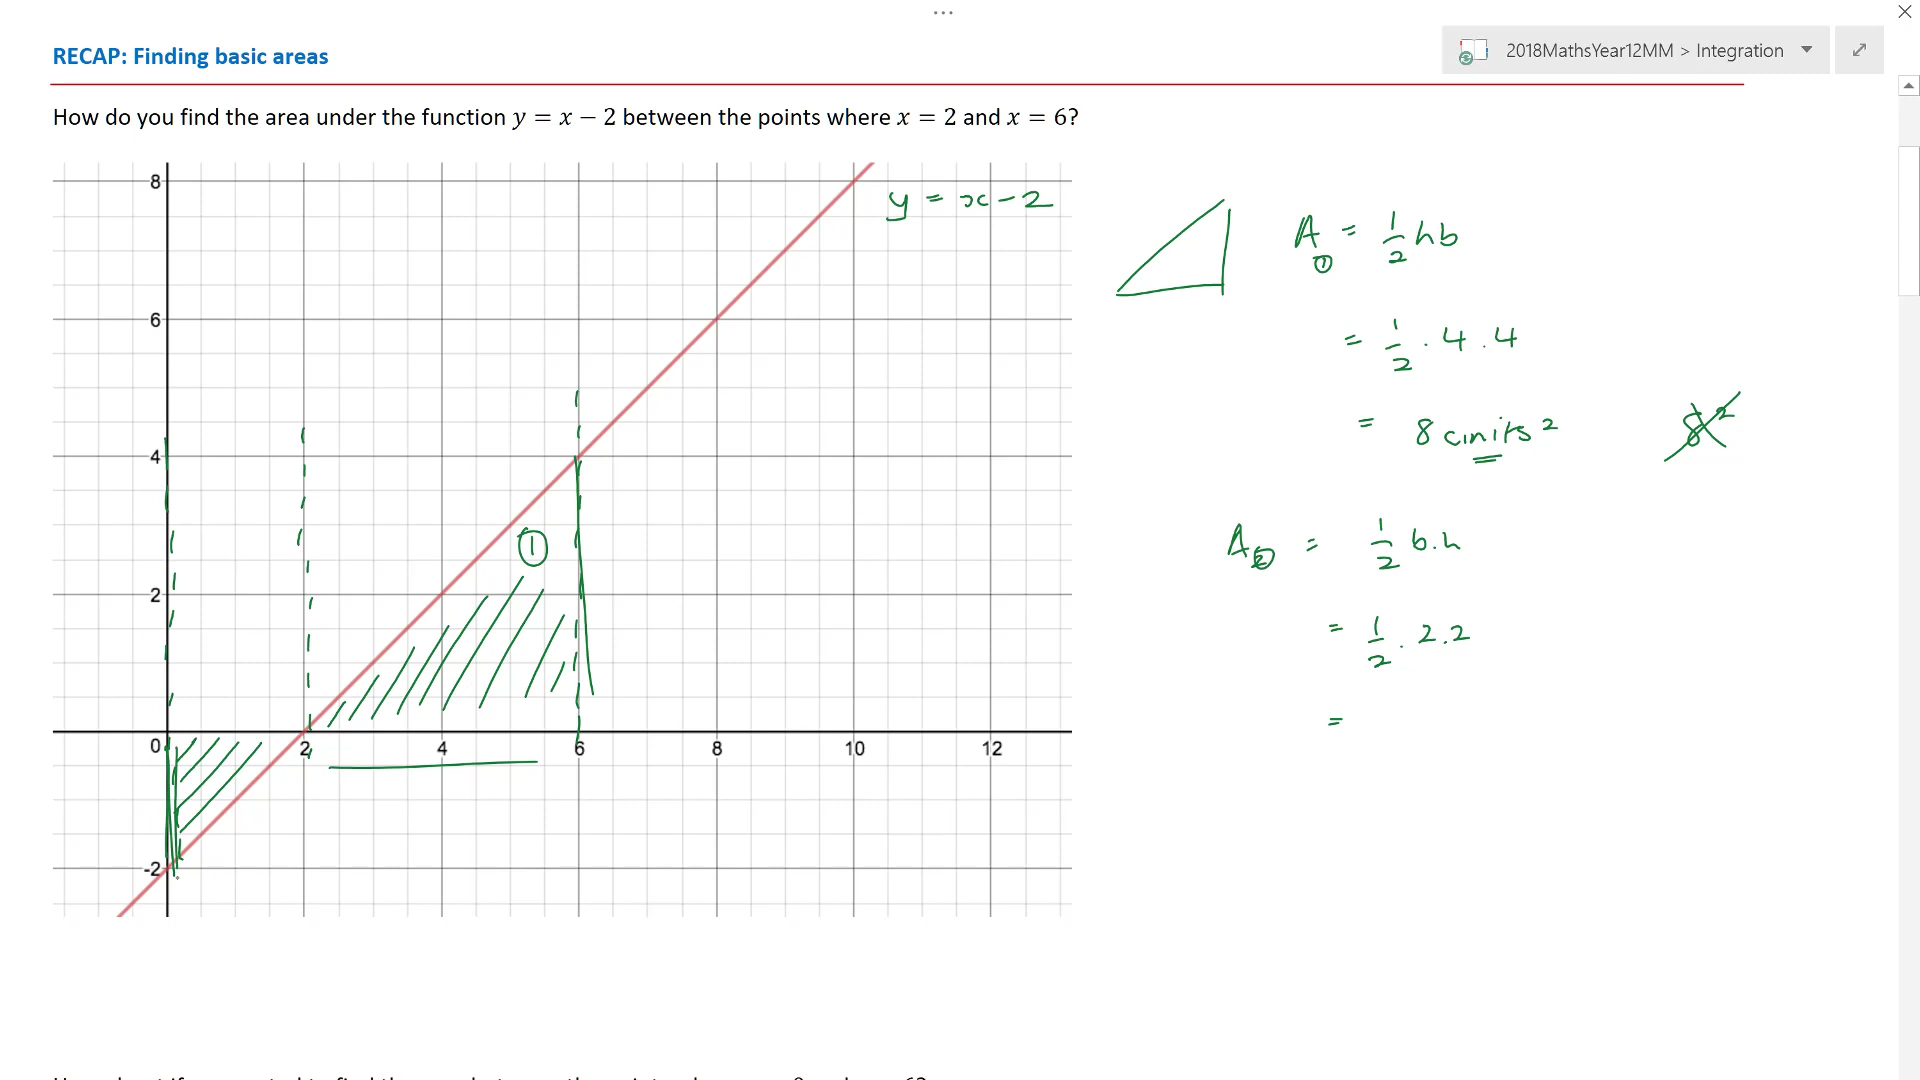 ...
RECAP: Finding basic areas
2018MathsYear12MM > Integration
How do you find the area under the function y = x − 2 between the points where x = 2 and x = 6?
8
6
4
2
0
-2
2
4
6
8
10
12
y = x - 2
①
A① = 1/2 hb
= 1/2 . 4 . 4
= 8 units²
8²
A② = 1/2 b.h
= 1/2 . 2.2
=